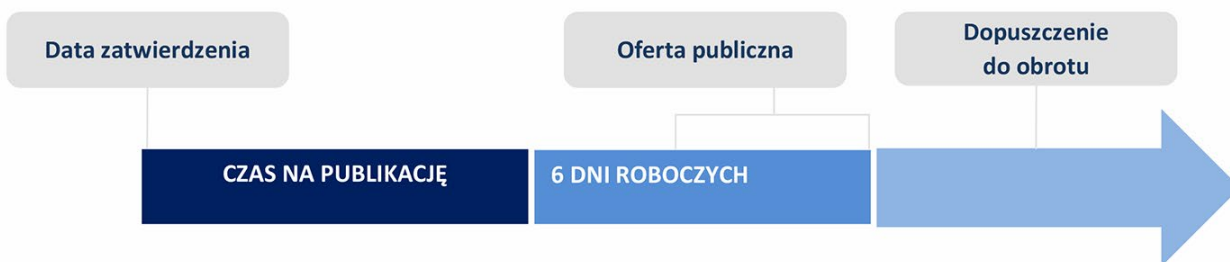 Data zatwierdzenia
Oferta publiczna
Dopuszczenie
do obrotu
CZAS NA PUBLIKACJĘ
6 DNI ROBOCZYCH